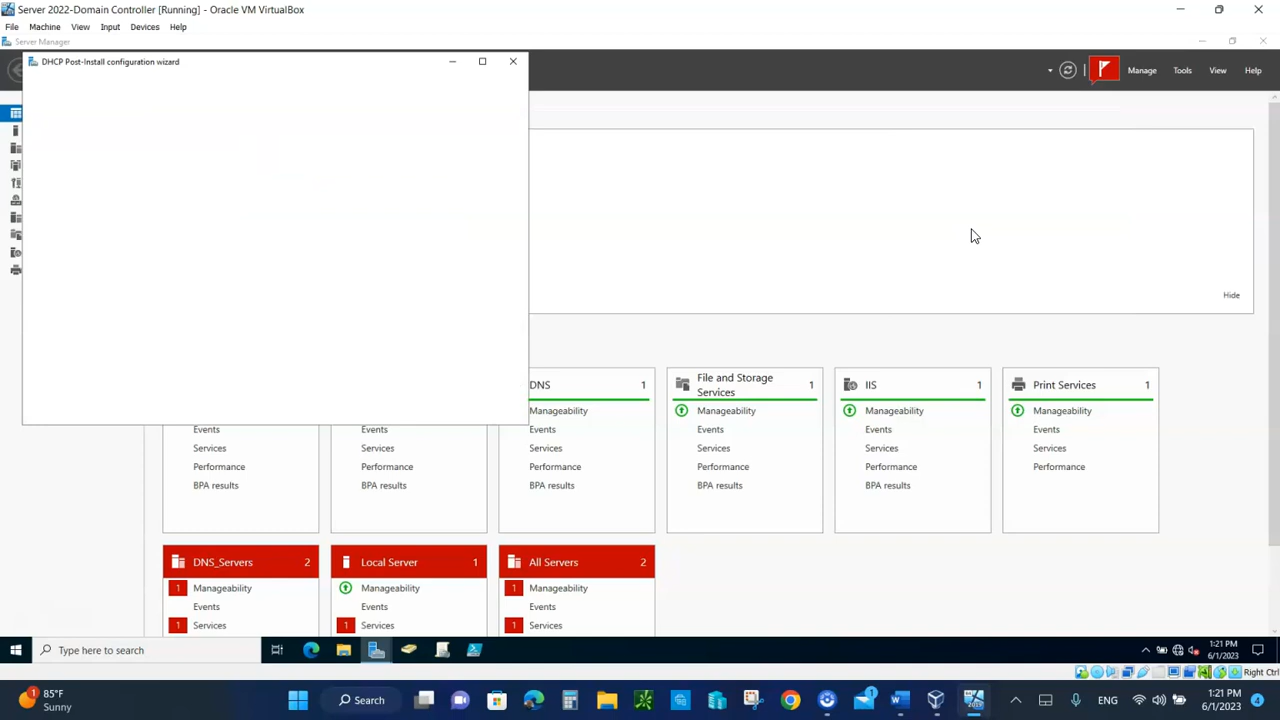 Server 2022-Domain Controller [Running] - Oracle VM VirtualBox
File Machine View Input Devices Help
Server Manager
DHCP Post-Install configuration wizard
Manage Tools View Help
Hide
DNS 1
Manageability
Events
Services
Performance
BPA results
File and Storage Services 1
Manageability
Events
Services
Performance
BPA results
IIS 1
Manageability
Events
Services
Performance
BPA results
Print Services 1
Manageability
Events
Services
Performance
Events
Services
Performance
BPA results
Events
Services
Performance
BPA results
DNS_Servers 2
1 Manageability
Events
1 Services
Local Server 1
Manageability
Events
1 Services
All Servers 2
1 Manageability
Events
1 Services
Type here to search
1:21 PM
6/1/2023
Right Ctrl
1
85°F
Sunny
Search
ENG
1:21 PM
6/1/2023
4